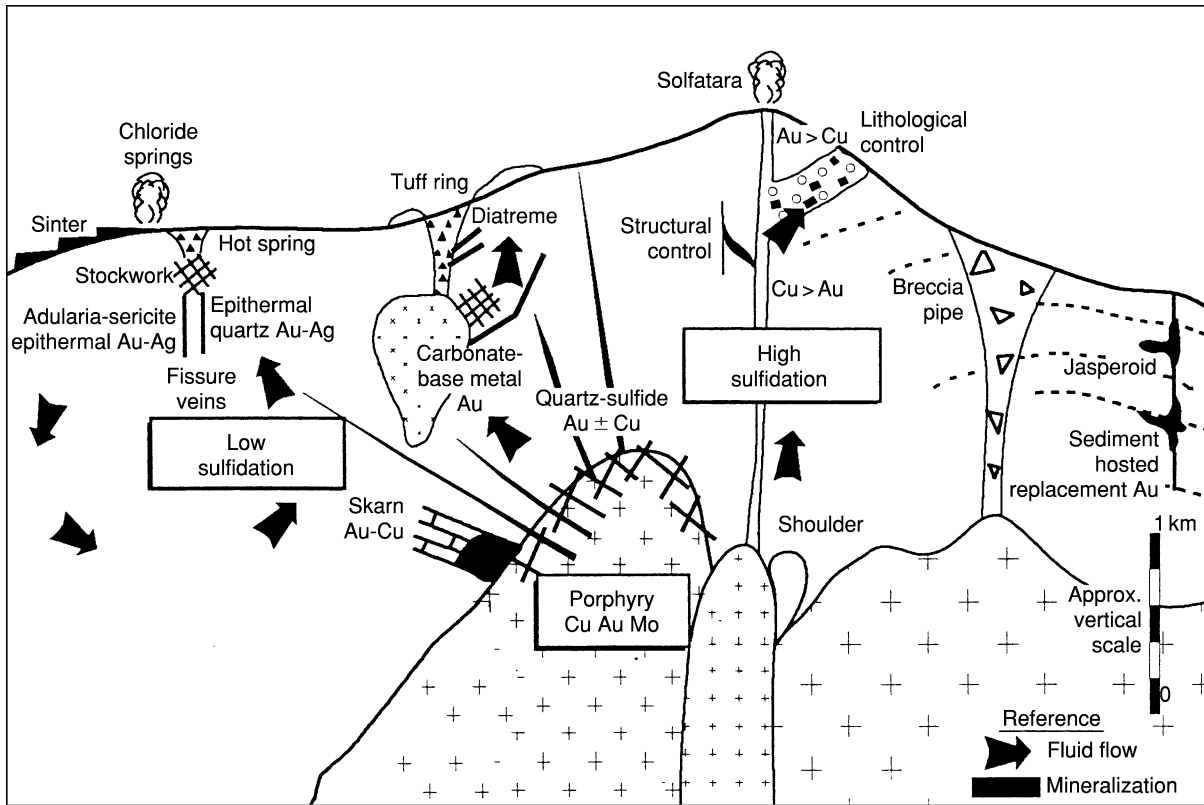 Solfatara
Chloride
springs
Au > Cu
Lithological
control
Tuff ring
Sinter
Hot spring
Diatreme
Structural
control
Stockwork
Cu > Au
Breccia
pipe
Adularia-sericite
epithermal Au-Ag
Epithermal
quartz Au-Ag
Fissure
veins
Carbonate-
base metal
Au
High
sulfidation
Jasperoid
Quartz-sulfide
Au ± Cu
Low
sulfidation
Sediment
hosted
replacement Au
Skarn
Au-Cu
Shoulder
1 km
Porphyry
Cu Au Mo
Approx.
vertical
scale
0
Reference
Fluid flow
Mineralization